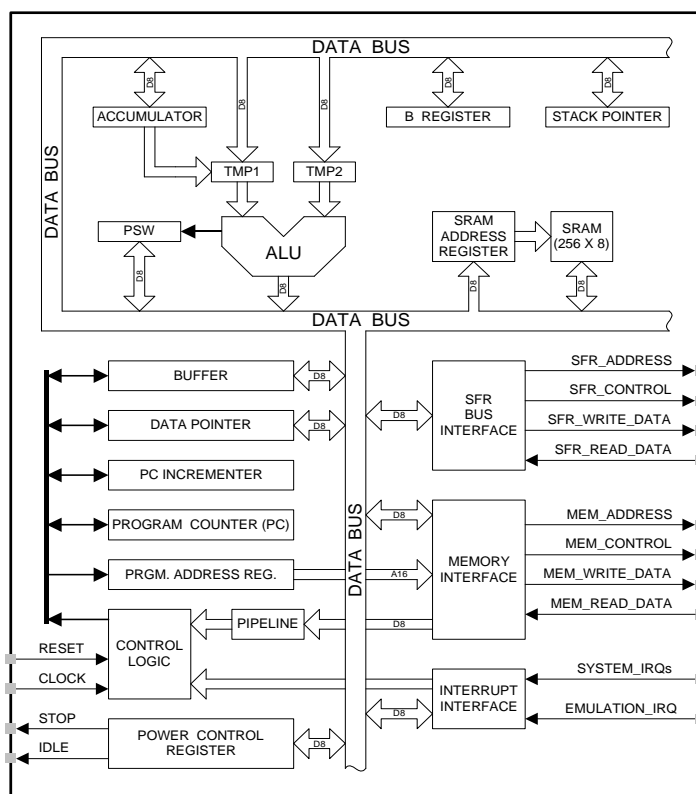 DATA BUS
D8
D8
D8
D8
D8
ACCUMULATOR
B REGISTER
STACK POINTER
DATA BUS
TMP1
TMP2
PSW
ALU
SRAM
ADDRESS
REGISTER
SRAM
(256 X 8)
D8
D8
D8
D8
DATA BUS
BUFFER
D8
DATA POINTER
D8
PC INCREMENTER
PROGRAM COUNTER (PC)
PRGM. ADDRESS REG.
A16
DATA BUS
D8
SFR
BUS
INTERFACE
SFR_ADDRESS
SFR_CONTROL
SFR_WRITE_DATA
SFR_READ_DATA
D8
MEMORY
INTERFACE
MEM_ADDRESS
MEM_CONTROL
MEM_WRITE_DATA
MEM_READ_DATA
PIPELINE
D8
RESET
CLOCK
CONTROL
LOGIC
INTERRUPT
INTERFACE
SYSTEM_IRQs
EMULATION_IRQ
D8
STOP
IDLE
POWER CONTROL
REGISTER
D8